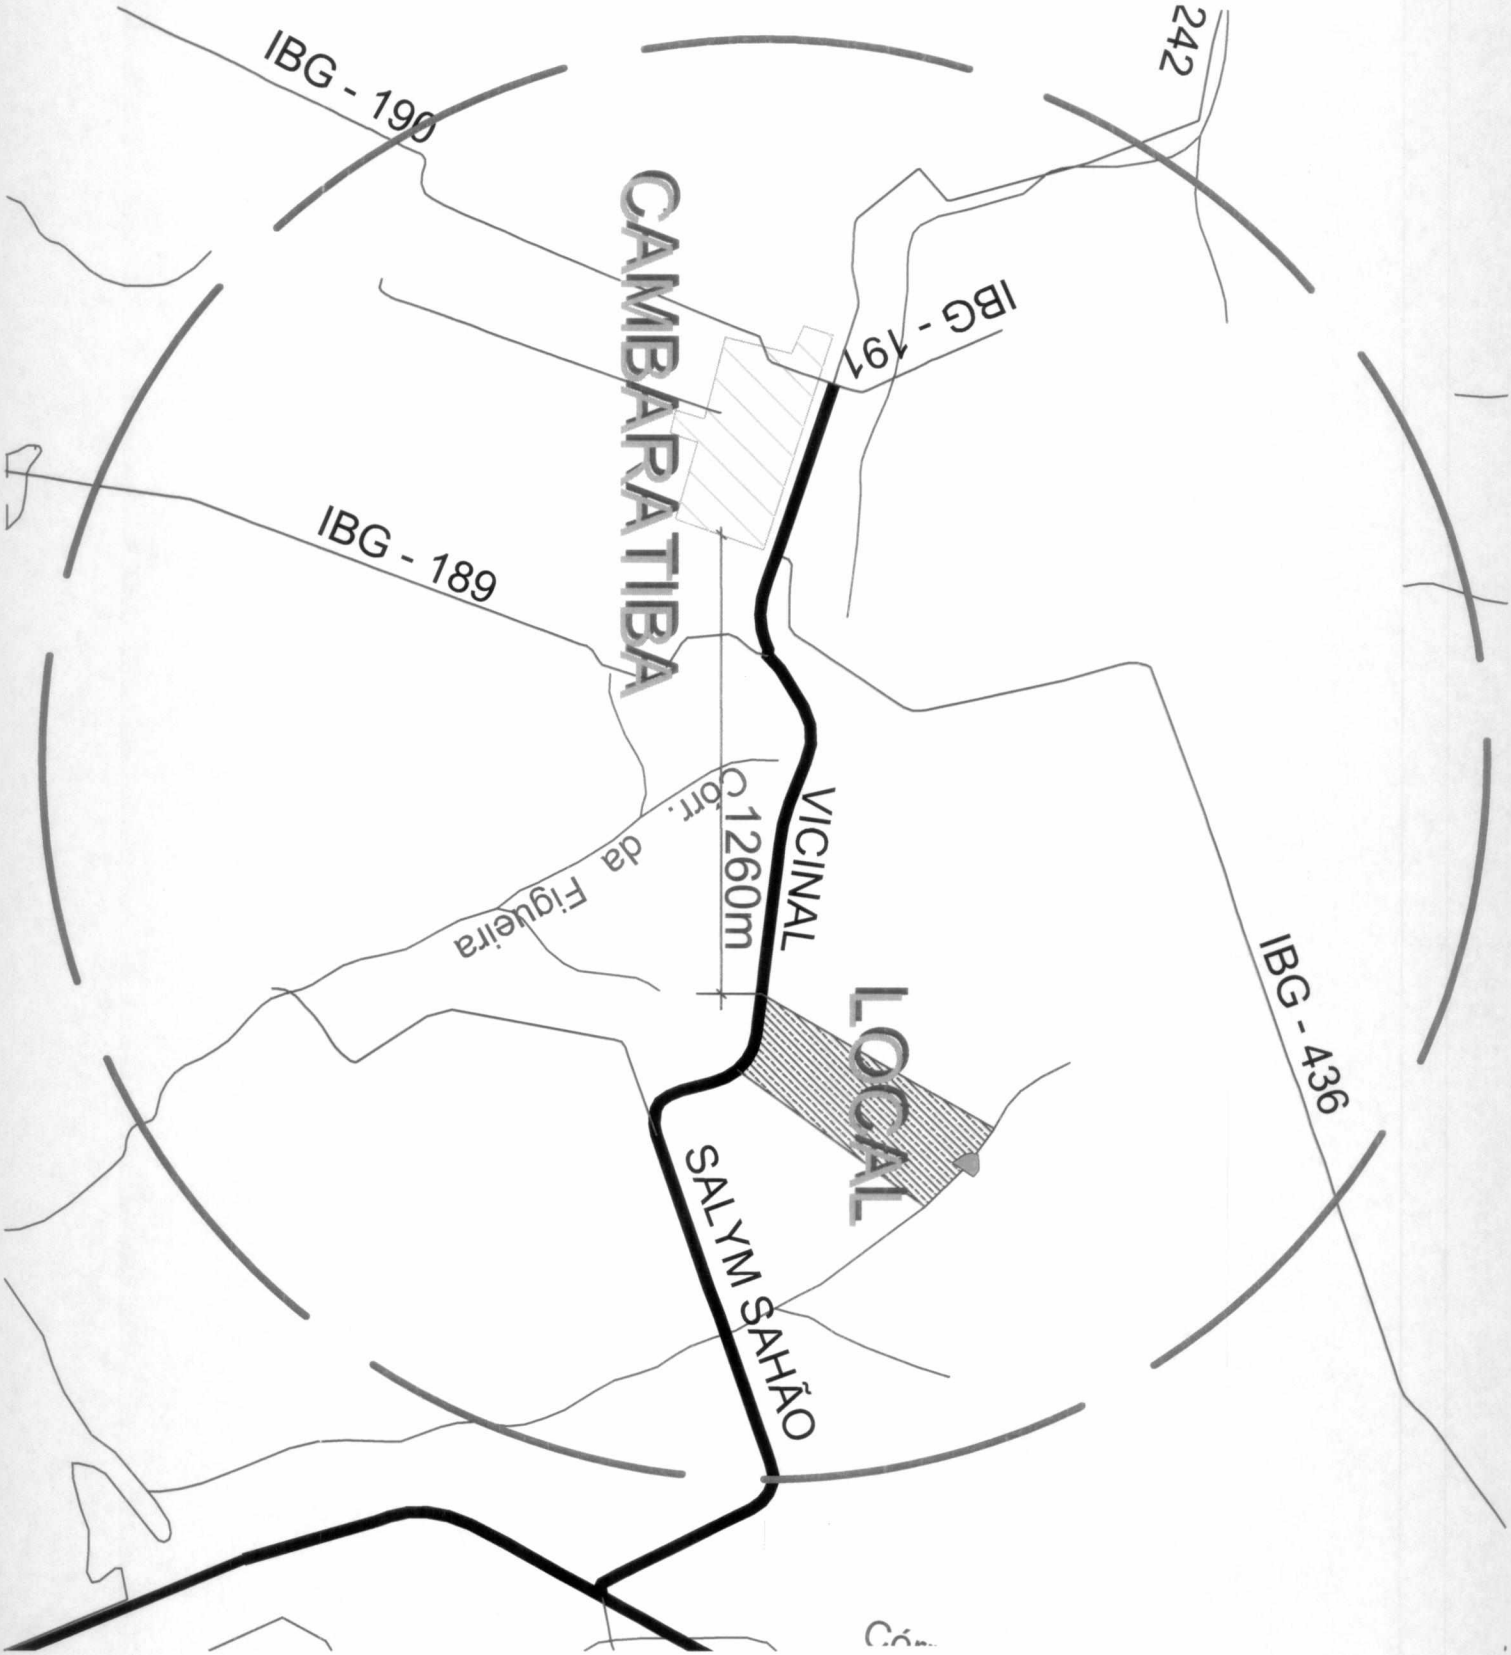 242
IBG - 190
CAMBARATIBA
IBG - 191
IBG - 189
VICINAL
Córr. da Figueira
1260m
LOCAL
IBG - 436
SALYM SAHÃO